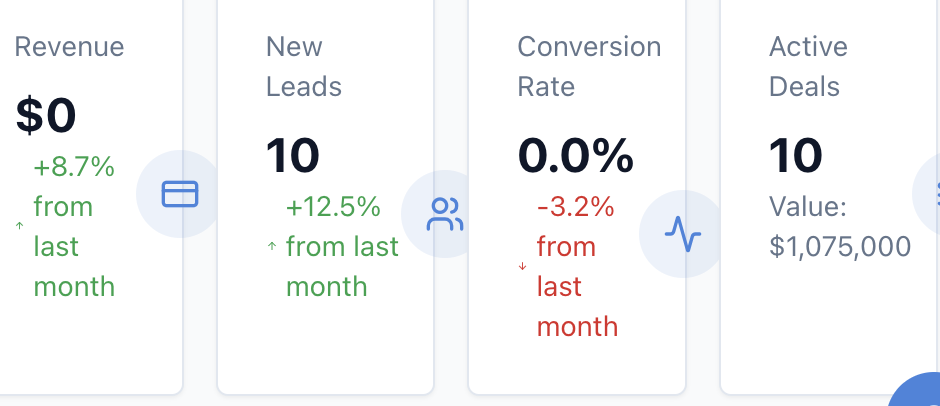 Revenue
$0
+8.7%
from
last
month
New
Leads
10
+12.5%
from last
month
Conversion
Rate
0.0%
-3.2%
from
last
month
Active
Deals
10
Value:
$1,075,000